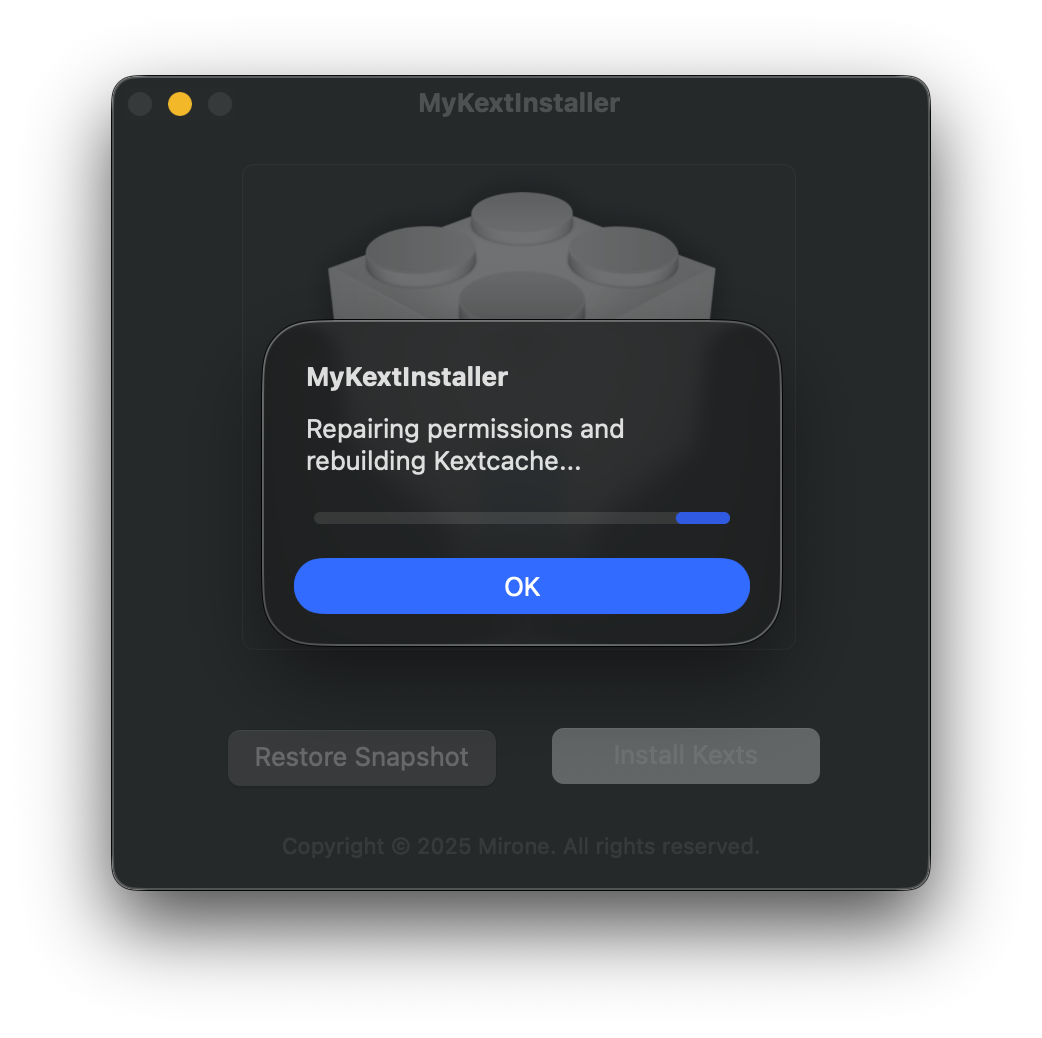 MyKextInstaller
MyKextInstaller
Repairing permissions and
rebuilding Kextcache...
OK
Restore Snapshot
Install Kexts
Copyright © 2025 Mirone. All rights reserved.